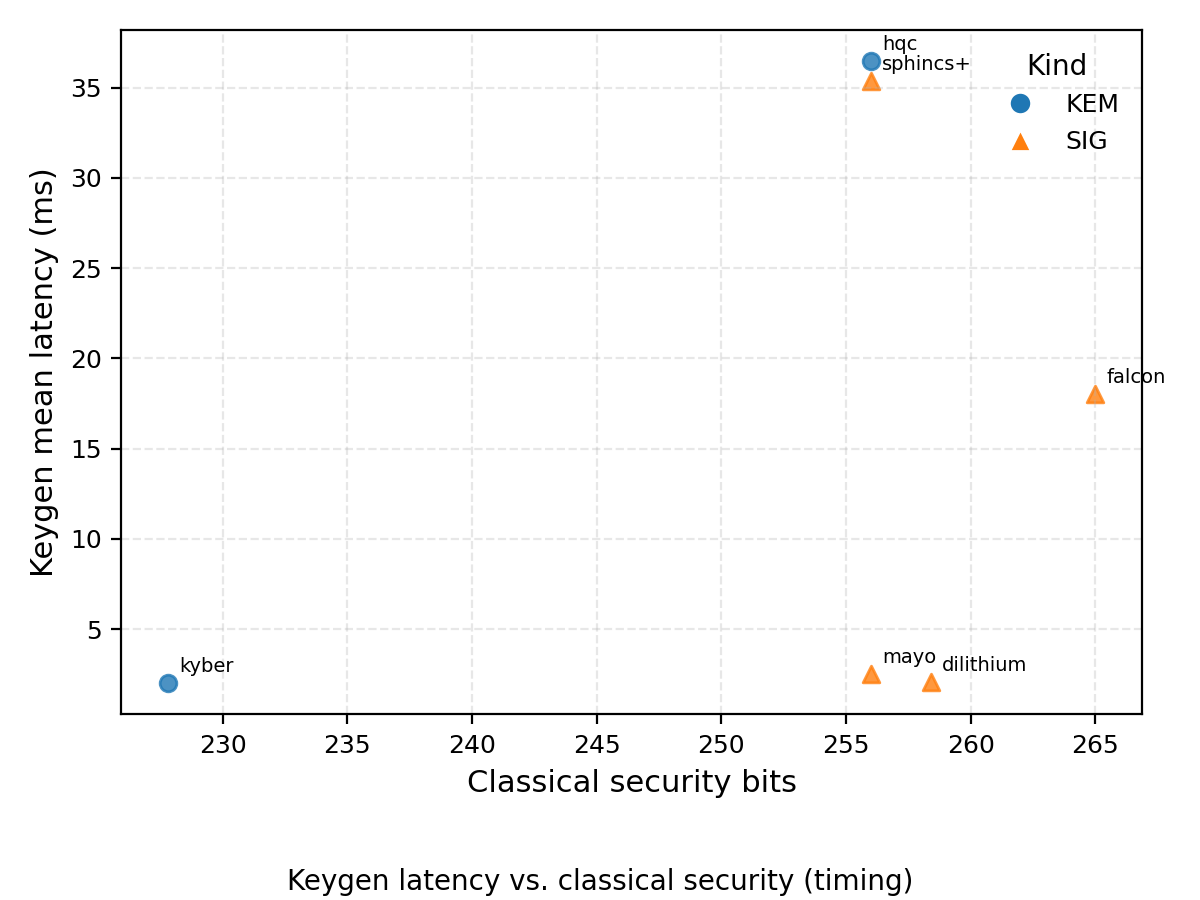 hqc
sphincs+
Kind
KEM
SIG
35
30
25
20
15
10
5
Keygen mean latency (ms)
falcon
mayo
dilithium
kyber
230 235 240 245 250 255 260 265
Classical security bits
Keygen latency vs. classical security (timing)